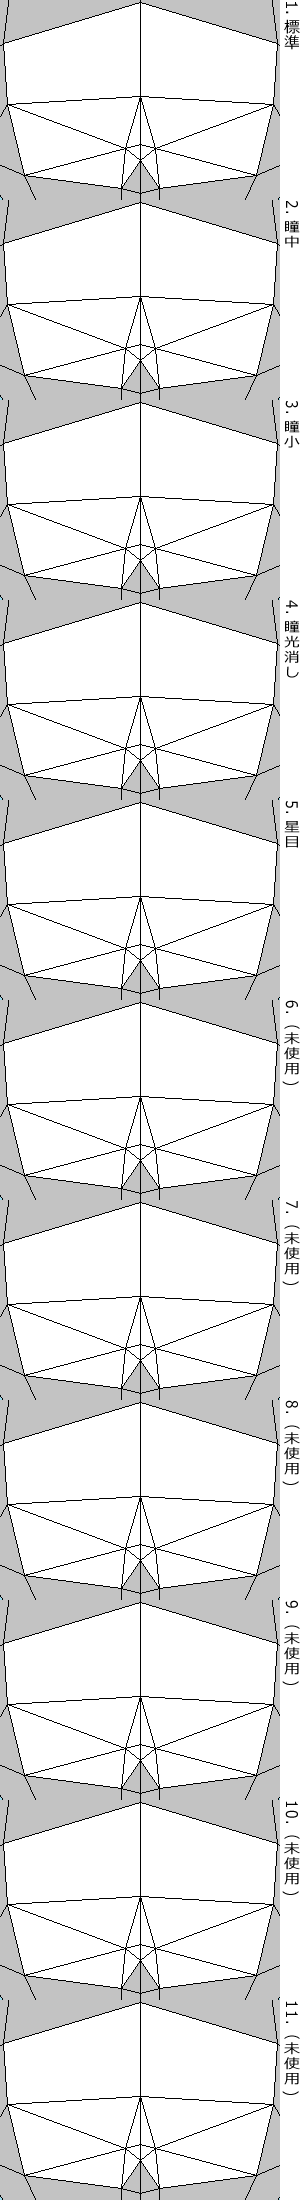 1. 標準
2. 瞳中
3. 瞳小
4. 瞳光消し
5. 星目
6. (未使用)
7. (未使用)
8. (未使用)
9. (未使用)
10. (未使用)
11. (未使用)